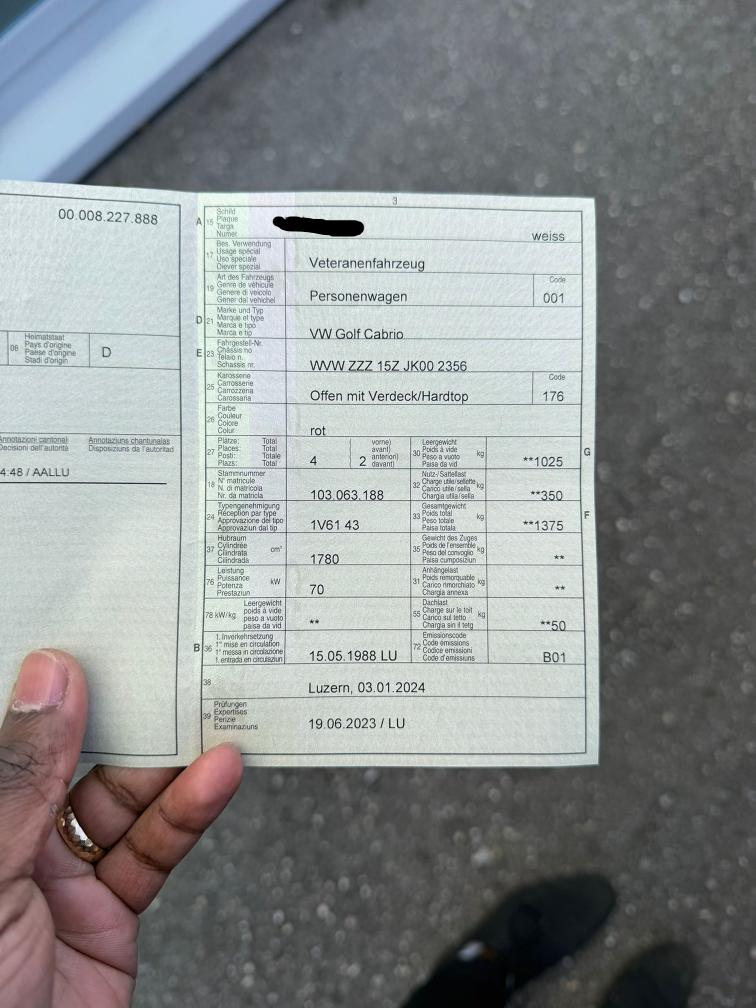 00.008.227.888
08
Heimatstaat
Pays d'origine
Paese d'origine
Stadi d'origin
D
Annotazioni cantonali
Annotaziuns chantunalas
Decisioni dell'autorità
Disposiziuns da l'autoritad
4:48 / AALLU
3
A 15
Schild
Plaque
Targa
Numer
weiss
17
Bes. Verwendung
Usage spécial
Uso speciale
Diever spezial
Veteranenfahrzeug
19
Art des Fahrzeugs
Genre de véhicule
Genere di veicolo
Gener dal vehichel
Personenwagen
Code
001
D 21
Marke und Typ
Marque et type
Marca e tipo
Marca e tip
VW Golf Cabrio
E 23
Fahrgestell-Nr.
Châssis no
Telaio n.
Schassis nr.
WVW ZZZ 15Z JK00 2356
25
Karosserie
Carrosserie
Carrozzeria
Carossaria
Offen mit Verdeck/Hardtop
Code
176
26
Farbe
Couleur
Colore
Colur
rot
27
Plätze: Total
Places: Total
Posti: Totale
Plazs: Total
4
vorne)
avant)
anteriori)
davant)
2
30
Leergewicht
Poids à vide
Peso a vuoto
Paisa da vid
kg
**1025
G
18
Stammnummer
N° matricule
N. di matricola
Nr. da matricla
103.063.188
32
Nutz-/Sattellast
Charge utile/sellette
Carico utile/sella
Chargia utila/sella
kg
**350
24
Typengenehmigung
Réception par type
Approvazione del tipo
Approvaziun dal tip
1V61 43
33
Gesamtgewicht
Poids total
Peso totale
Paisa totala
kg
**1375
F
37
Hubraum
Cylindrée
Cilindrata
Cilindrada
cm³
1780
35
Gewicht des Zuges
Poids de l'ensemble
Peso del convoglio
Paisa cumposiziun
kg
**
76
Leistung
Puissance
Potenza
Prestaziun
kW
70
31
Anhängelast
Poids remorquable
Carico rimorchiato
Chargia annexa
kg
**
78 kW/kg
Leergewicht
poids à vide
peso a vuoto
paisa da vid
**
55
Dachlast
Charge sur le toit
Carico sul tetto
Chargia sin il tetg
kg
**50
B 36
1. Inverkehrsetzung
1re mise en circulation
1a messa in circolazione
1. entrada en circulaziun
15.05.1988 LU
72
Emissionscode
Code émissions
Codice emissioni
Code d'emissiuns
B01
38
Luzern, 03.01.2024
39
Prüfungen
Expertises
Perizie
Examinaziuns
19.06.2023 / LU